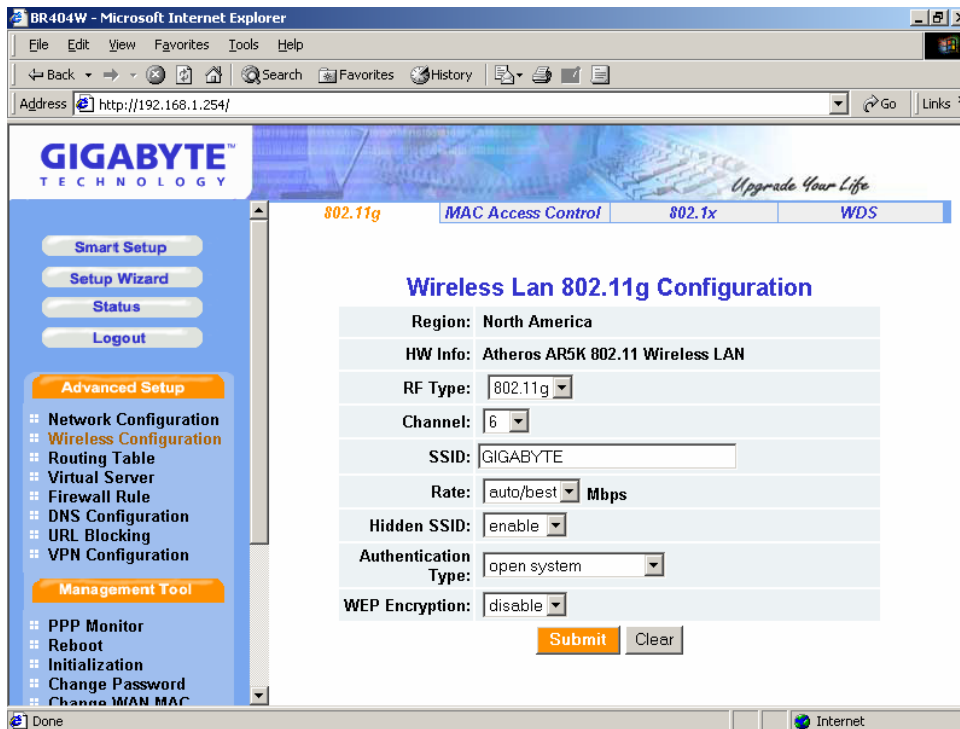 BR404W - Microsoft Internet Explorer
File Edit View Favorites Tools Help
Back Search Favorites History
Address http://192.168.1.254/ Go Links
GIGABYTE™
TECHNOLOGY
Upgrade Your Life
802.11g MAC Access Control 802.1x WDS
Smart Setup
Setup Wizard
Status
Logout
Advanced Setup
Network Configuration
Wireless Configuration
Routing Table
Virtual Server
Firewall Rule
DNS Configuration
URL Blocking
VPN Configuration
Management Tool
PPP Monitor
Reboot
Initialization
Change Password
Change WAN MAC
Wireless Lan 802.11g Configuration
Region: North America
HW Info: Atheros AR5K 802.11 Wireless LAN
RF Type: 802.11g
Channel: 6
SSID: GIGABYTE
Rate: auto/best Mbps
Hidden SSID: enable
Authentication
Type: open system
WEP Encryption: disable
Submit Clear
Done Internet